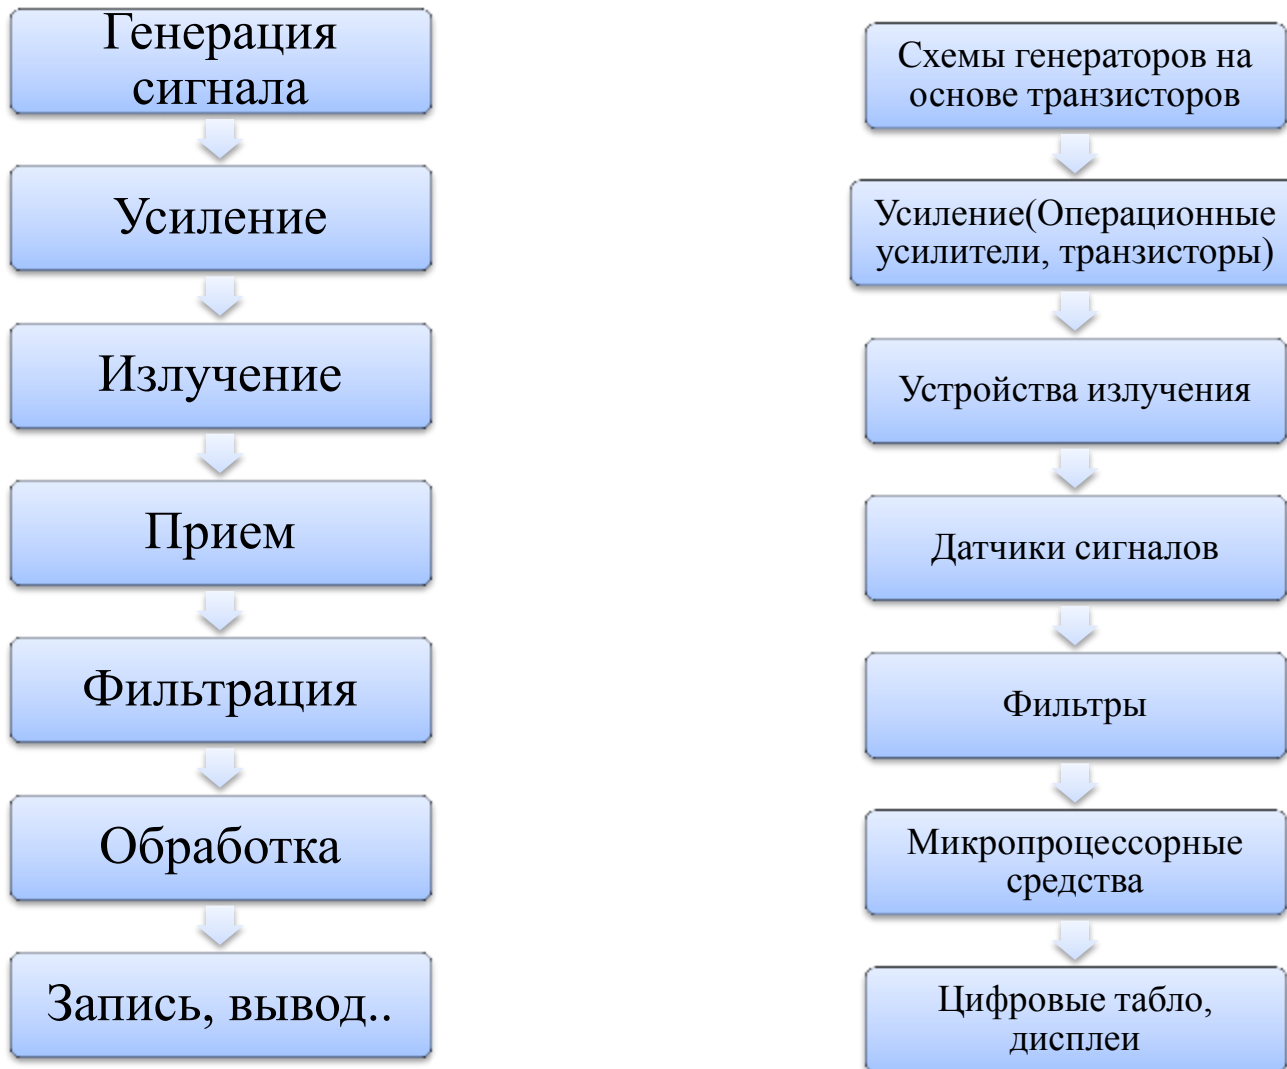 Генерация
сигнала
Усиление
Излучение
Прием
Фильтрация
Обработка
Запись, вывод..
Схемы генераторов на
основе транзисторов
Усиление(Операционные
усилители, транзисторы)
Устройства излучения
Датчики сигналов
Фильтры
Микропроцессорные
средства
Цифровые табло,
дисплеи